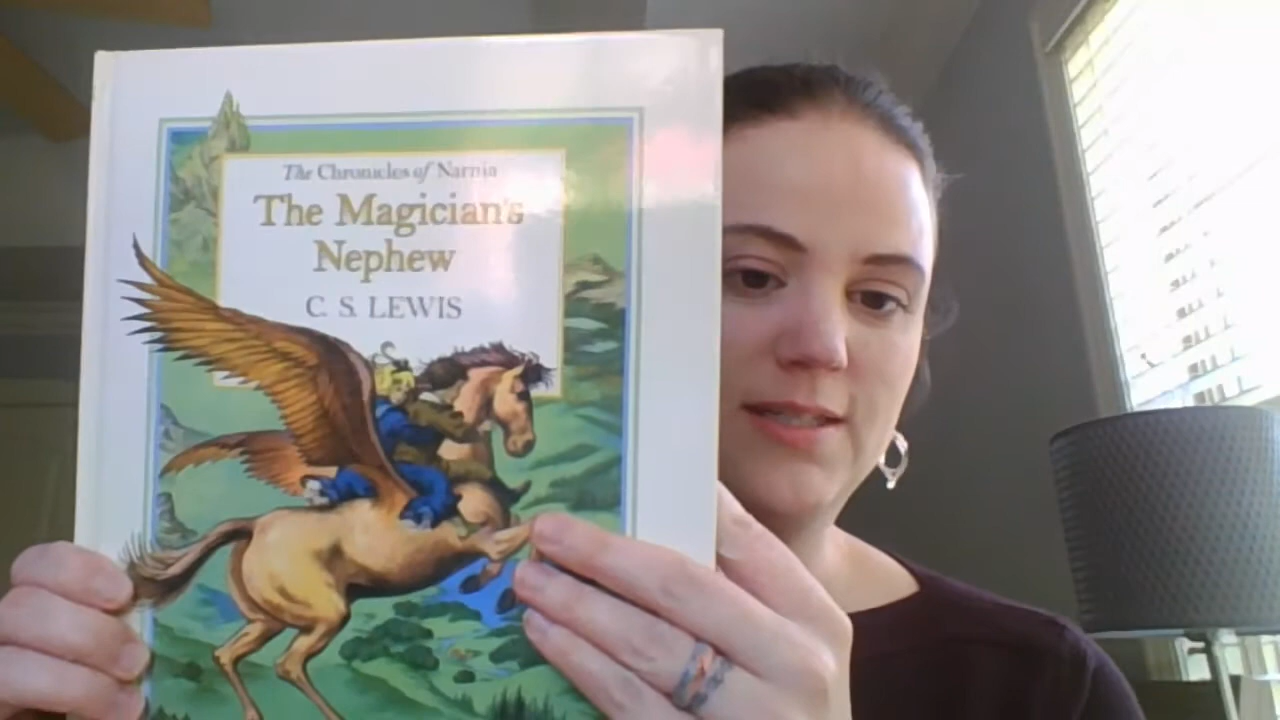 The Chronicles of Narnia
The Magician's
Nephew
C. S. LEWIS